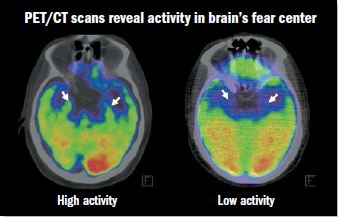 PET/CT scans reveal activity in brain's fear center
F
F
High activity
Low activity